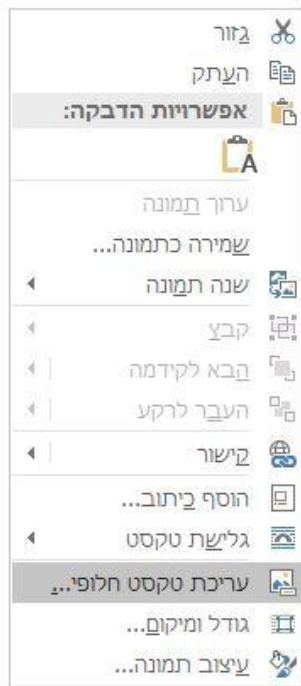 גזור
העתק
אפשרויות הדבקה:
A
ערוך תמונה
שמירה כתמונה...
שנה תמונה
קבץ
הבא לקידמה
העבר לרקע
קישור
הוסף כיתוב...
גלישת טקסט
עריכת טקסט חלופי...
גודל ומיקום...
עיצוב תמונה...